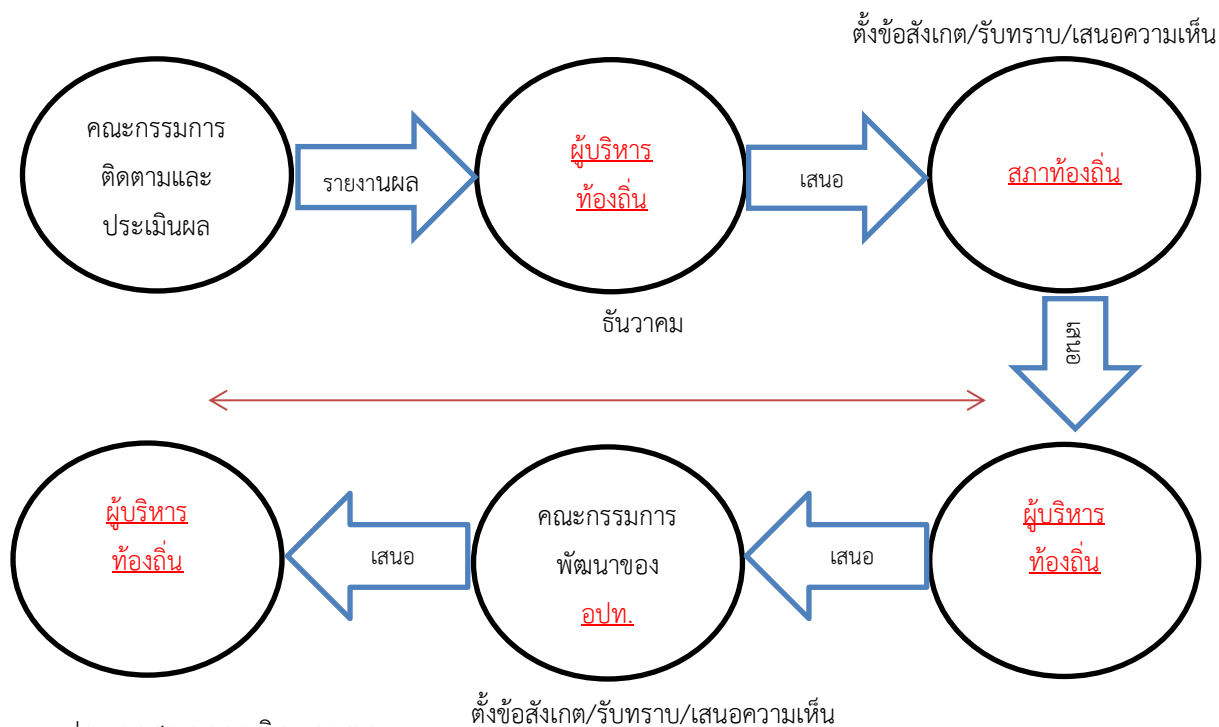 ตั้งข้อสังเกต/รับทราบ/เสนอความเห็น
คณะกรรมการ
ติดตามและ
ประเมินผล
รายงานผล
ผู้บริหาร
ท้องถิ่น
เสนอ
สภาท้องถิ่น
ธันวาคม
เสนอ
ผู้บริหาร
ท้องถิ่น
เสนอ
คณะกรรมการ
พัฒนาของ
อปท.
เสนอ
ผู้บริหาร
ท้องถิ่น
ตั้งข้อสังเกต/รับทราบ/เสนอความเห็น